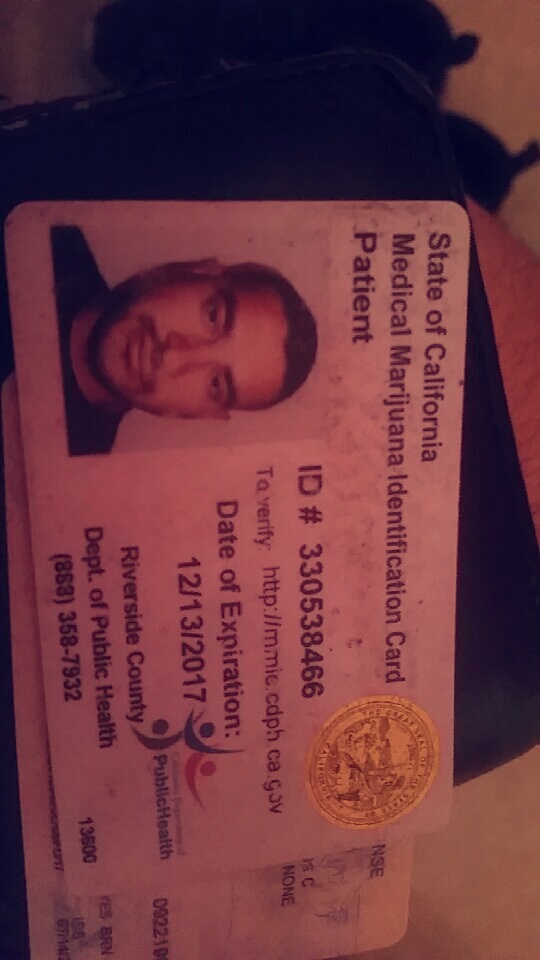 State of California
Medical Marijuana Identification Card
Patient
ID # 330538466
To verify: http://mmic.cdph.ca.gov
Date of Expiration:
12/13/2017
Riverside County
Dept. of Public Health
(888) 358-7932
PublicHealth
13600
NSE
C
NONE
YES BRN